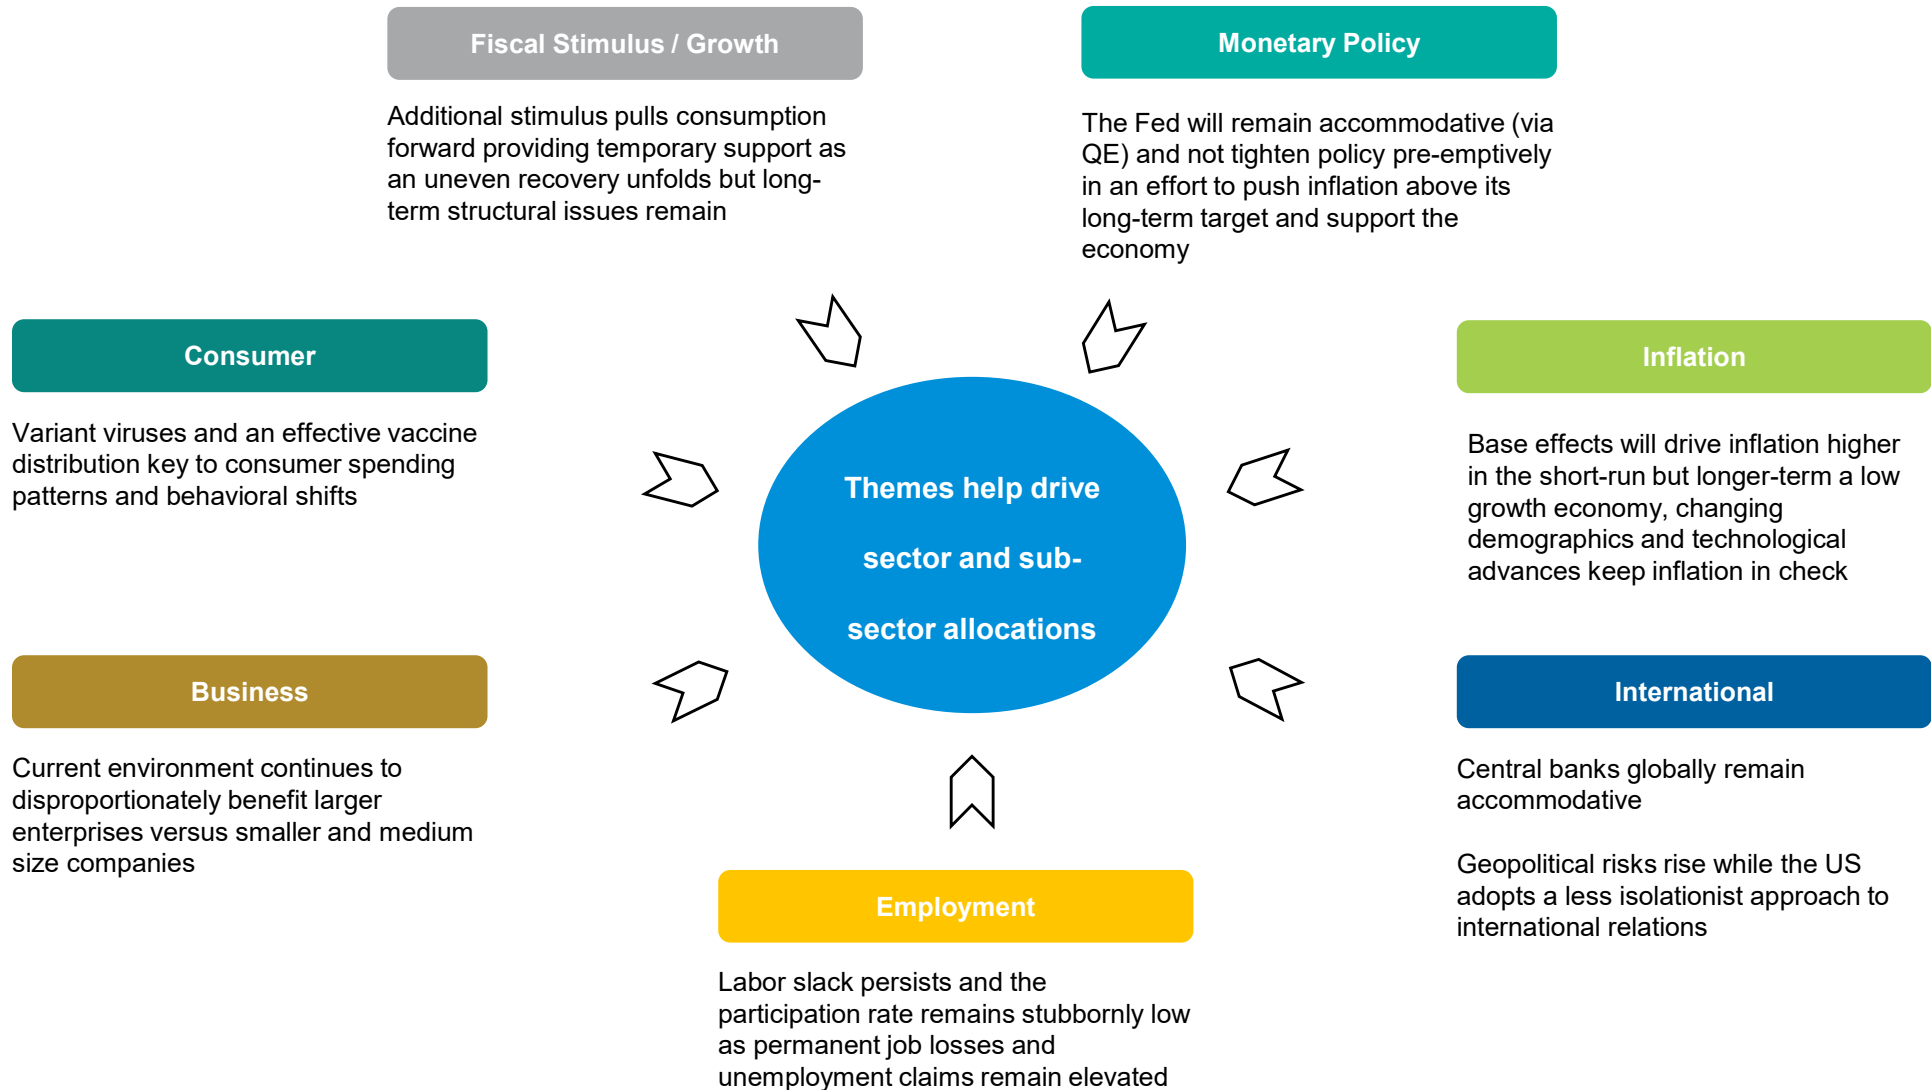 Fiscal Stimulus / Growth
Additional stimulus pulls consumption
forward providing temporary support as
an uneven recovery unfolds but long-
term structural issues remain
Monetary Policy
The Fed will remain accommodative (via
QE) and not tighten policy pre-emptively
in an effort to push inflation above its
long-term target and support the
economy
Consumer
Variant viruses and an effective vaccine
distribution key to consumer spending
patterns and behavioral shifts
Themes help drive
sector and sub-
sector allocations
Inflation
Base effects will drive inflation higher
in the short-run but longer-term a low
growth economy, changing
demographics and technological
advances keep inflation in check
Business
Current environment continues to
disproportionately benefit larger
enterprises versus smaller and medium
size companies
International
Central banks globally remain
accommodative
Geopolitical risks rise while the US
adopts a less isolationist approach to
international relations
Employment
Labor slack persists and the
participation rate remains stubbornly low
as permanent job losses and
unemployment claims remain elevated